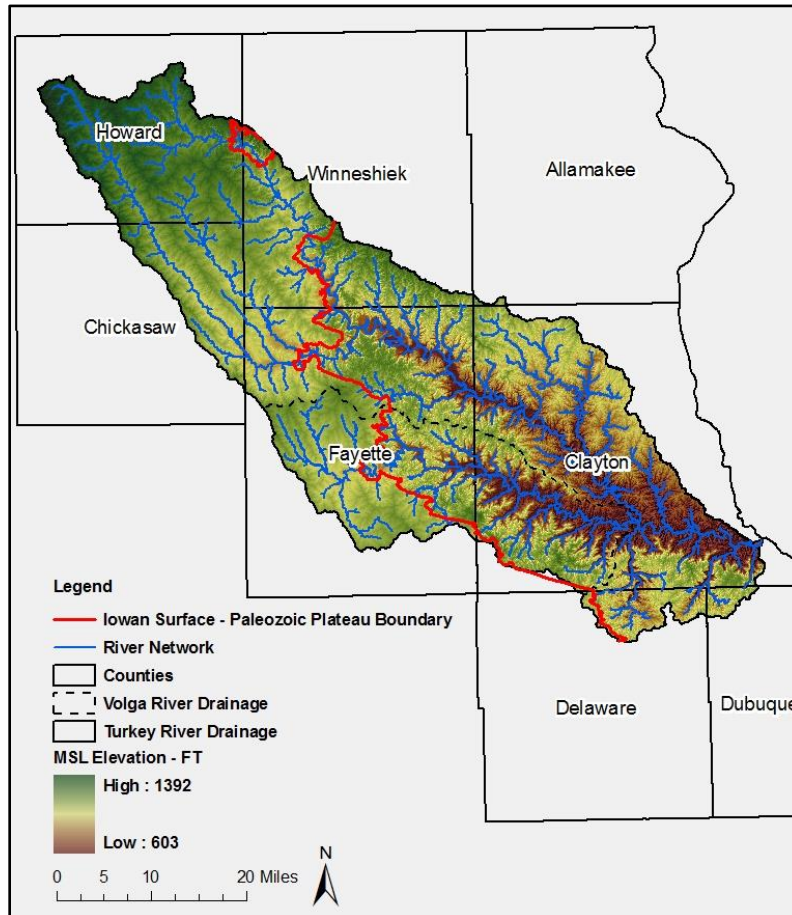 Howard
Winneshiek
Allamakee
Chickasaw
Fayette
Clayton
Delaware
Dubuque
Legend
Iowan Surface - Paleozoic Plateau Boundary
River Network
Counties
Volga River Drainage
Turkey River Drainage
MSL Elevation - FT
High : 1392
Low : 603
0 5 10 20 Miles
N